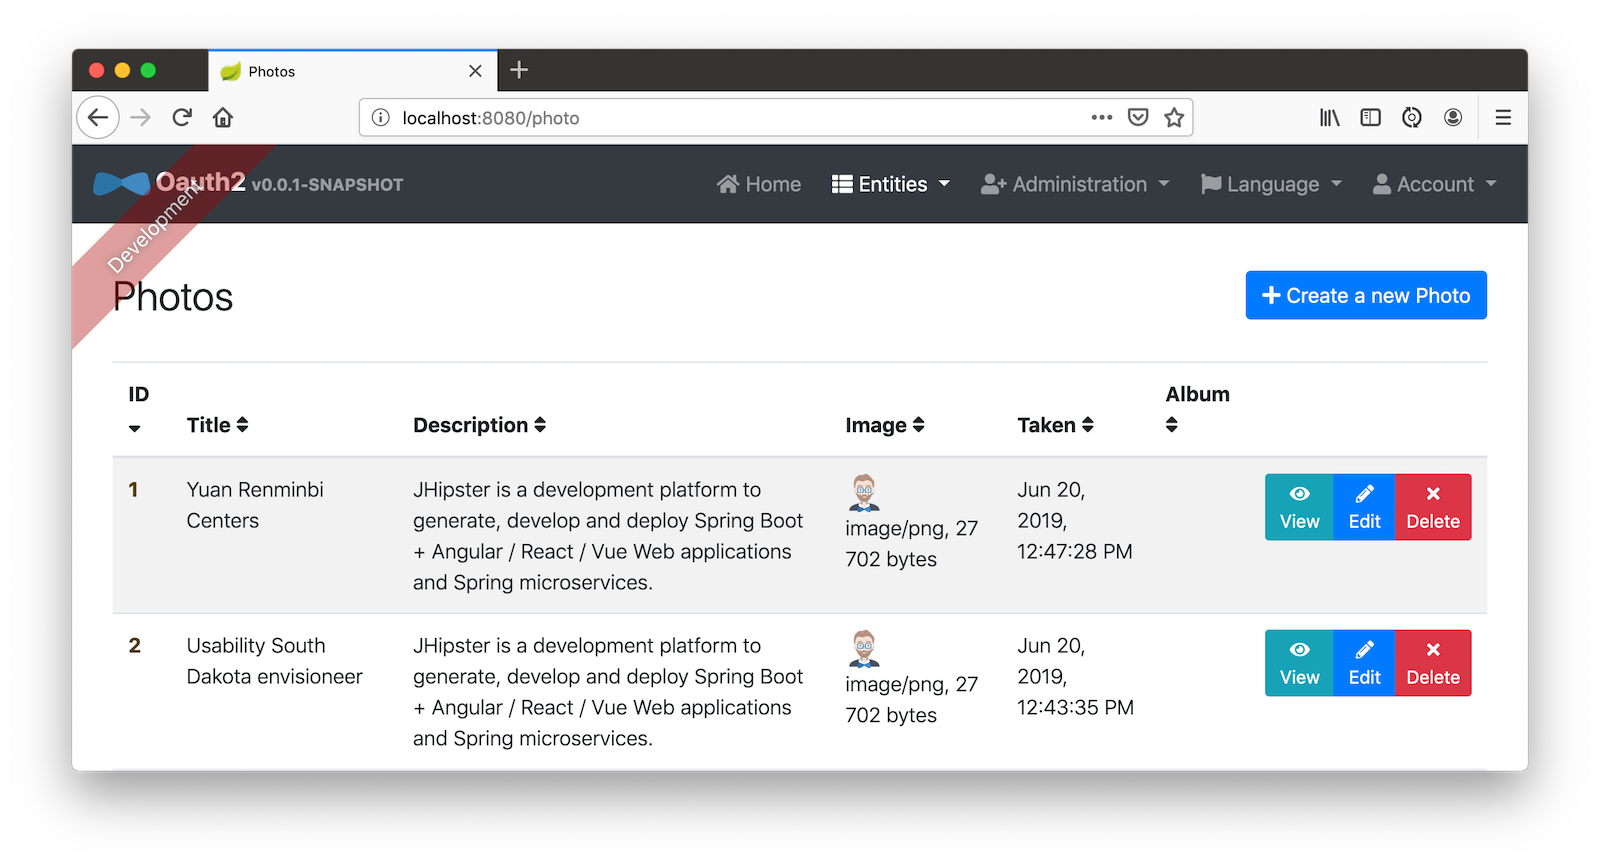 Photos
localhost:8080/photo
Oauth2 v0.0.1-SNAPSHOT
Home Entities Administration Language Account
Development
Photos
Create a new Photo
ID Title Description Image Taken Album
1
Yuan Renminbi
Centers
JHipster is a development platform to
generate, develop and deploy Spring Boot
+ Angular / React / Vue Web applications
and Spring microservices.
image/png, 27
702 bytes
Jun 20,
2019,
12:47:28 PM
View Edit Delete
2
Usability South
Dakota envisioneer
JHipster is a development platform to
generate, develop and deploy Spring Boot
+ Angular / React / Vue Web applications
and Spring microservices.
image/png, 27
702 bytes
Jun 20,
2019,
12:43:35 PM
View Edit Delete